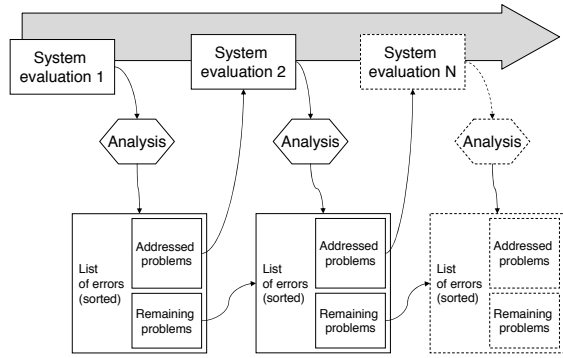 System
evaluation 1
System
evaluation 2
System
evaluation N
Analysis
Analysis
Analysis
List
of errors
(sorted)
Addressed
problems
Remaining
problems
List
of errors
(sorted)
Addressed
problems
Remaining
problems
List
of errors
(sorted)
Addressed
problems
Remaining
problems